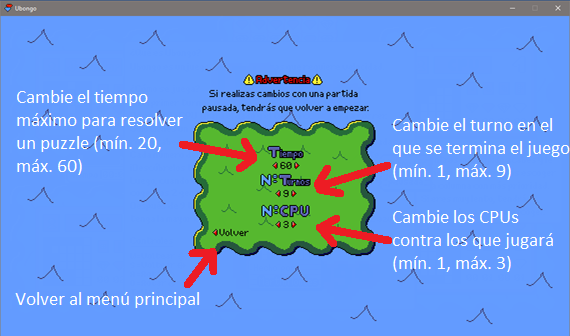 Ubongo
Advertencia
Si realizas cambios con una partida
pausada, tendrás que volver a empezar.
Cambie el tiempo
máximo para resolver
un puzzle (mín. 20,
máx. 60)
Tiempo
60
NºTurnos
9
NºCPU
3
Volver
Cambie el turno en el
que se termina el juego
(mín. 1, máx. 9)
Cambie los CPUs
contra los que jugará
(mín. 1, máx. 3)
Volver al menú principal